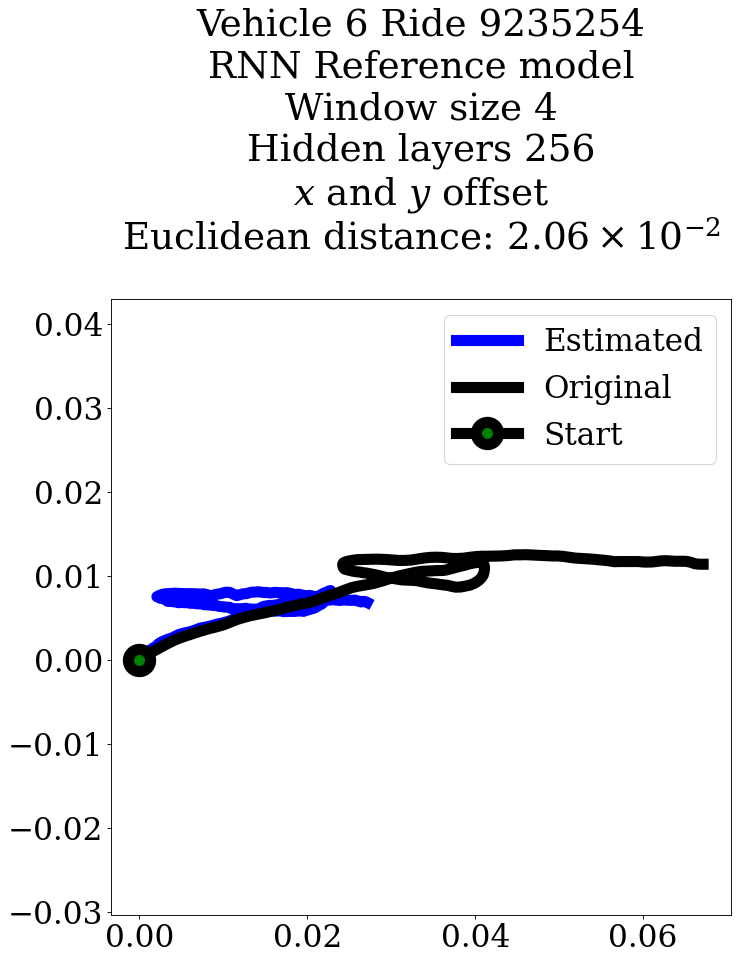 Vehicle 6 Ride 9235254
RNN Reference model
Window size 4
Hidden layers 256
x and y offset
Euclidean distance: 2.06 × 10⁻²
Estimated
Original
Start
0.04
0.03
0.02
0.01
0.00
−0.01
−0.02
−0.03
0.00 0.02 0.04 0.06